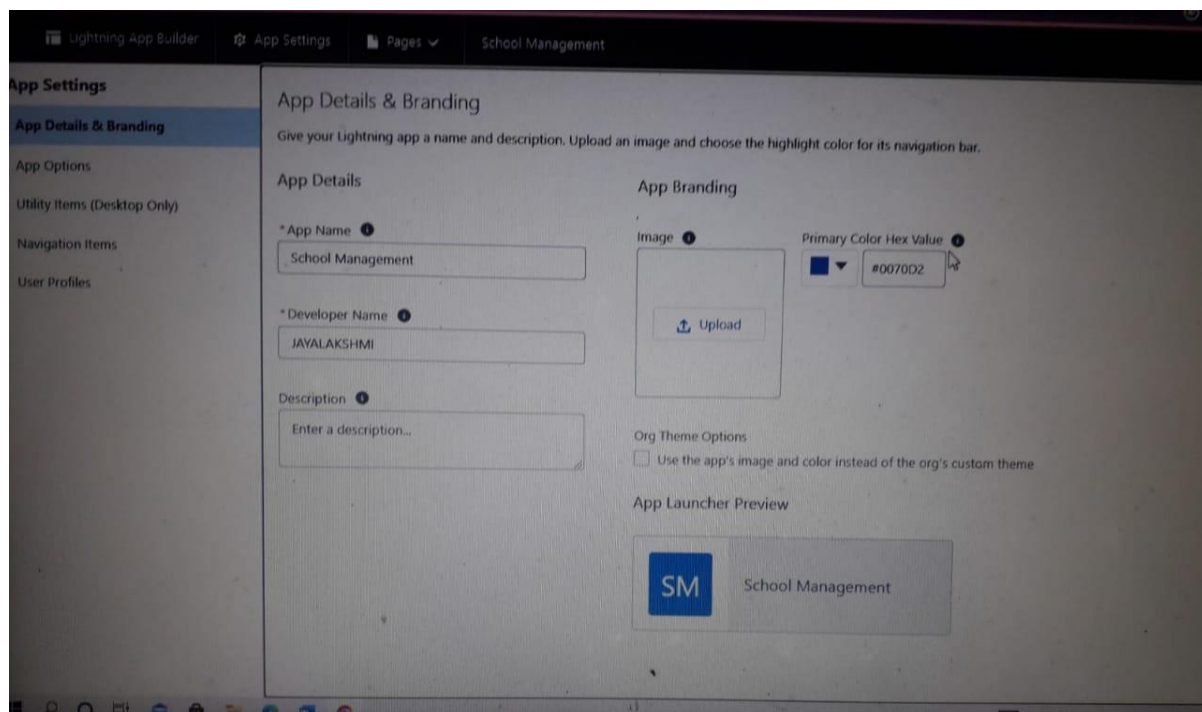 Lightning App Builder App Settings Pages School Management
App Settings
App Details & Branding
App Options
Utility Items (Desktop Only)
Navigation Items
User Profiles
App Details & Branding
Give your Lightning app a name and description. Upload an image and choose the highlight color for its navigation bar.
App Details
*App Name
School Management
*Developer Name
JAYALAKSHMI
Description
Enter a description...
App Branding
Image
Upload
Primary Color Hex Value
#0070D2
Org Theme Options
Use the app's image and color instead of the org's custom theme
App Launcher Preview
SM School Management